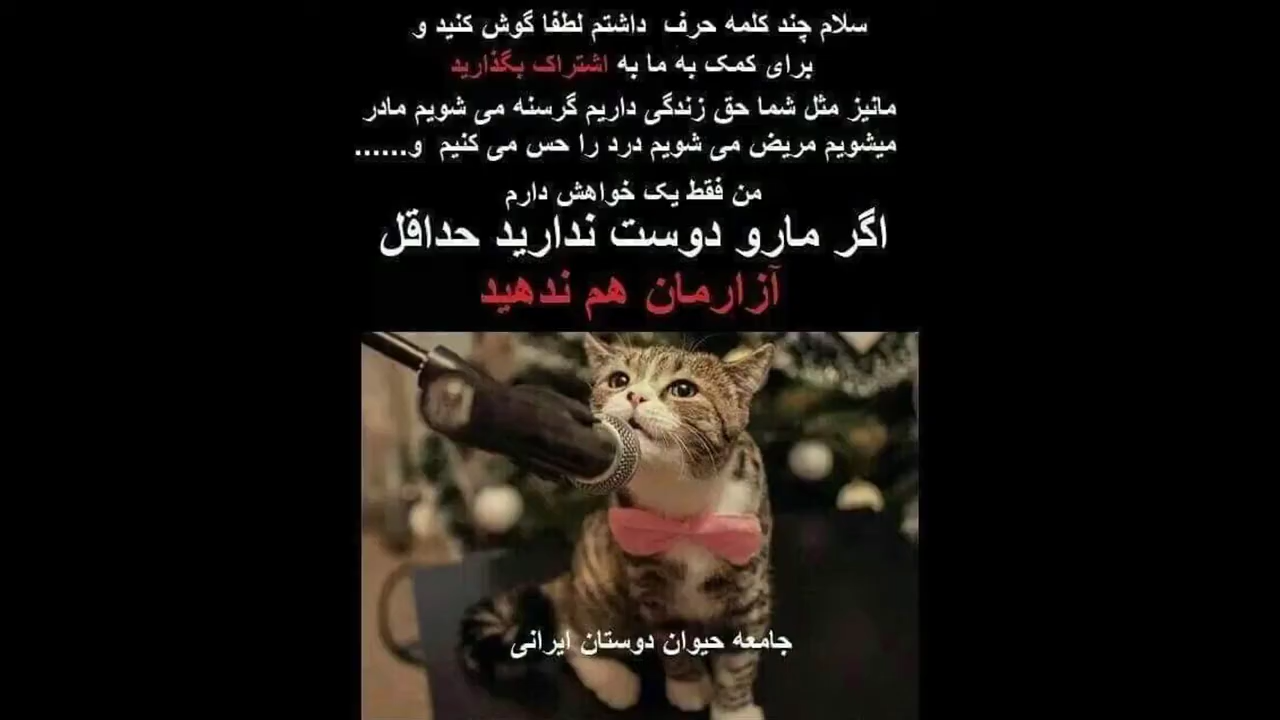 سلام چند کلمه حرف داشتم لطفا گوش کنید و
برای کمک به ما به اشتراک بگذارید
مانیز مثل شما حق زندگی داریم گرسنه می شویم مادر
میشویم مریض می شویم درد را حس می کنیم و......
من فقط یک خواهش دارم
اگر مارو دوست ندارید حداقل
آزارمان هم ندهید
جامعه حیوان دوستان ایرانی